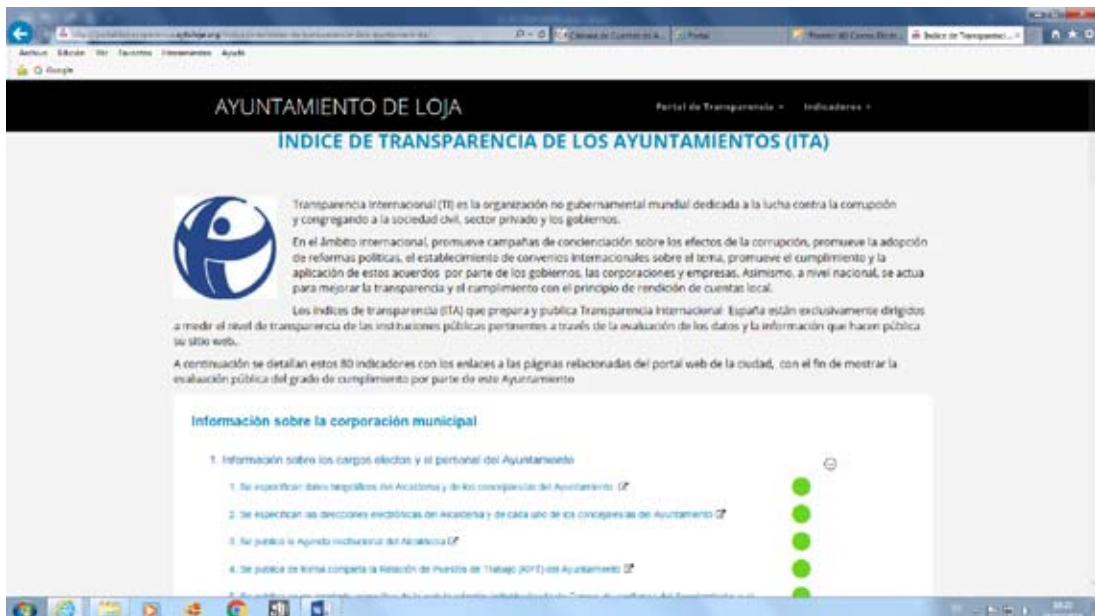 Archivo Edición Ver Favoritos Herramientas Ayuda
Google
AYUNTAMIENTO DE LOJA
Portal de Transparencia
Indicadores
ÍNDICE DE TRANSPARENCIA DE LOS AYUNTAMIENTOS (ITA)
Transparencia Internacional (TI) es la organización no gubernamental mundial dedicada a la lucha contra la corrupción
y congregando a la sociedad civil, sector privado y los gobiernos.
En el ámbito internacional, promueve campañas de concienciación sobre los efectos de la corrupción, promueve la adopción
de reformas políticas, el establecimiento de convenios internacionales sobre el tema, promueve el cumplimiento y la
aplicación de estos acuerdos por parte de los gobiernos, las corporaciones y empresas. Asimismo, a nivel nacional, se actua
para mejorar la transparencia y el cumplimiento con el principio de rendición de cuentas local.
Los índices de transparencia (ITA) que prepara y publica Transparencia Internacional España están exclusivamente dirigidos
a medir el nivel de transparencia de las instituciones públicas pertinentes a través de la evaluación de los datos y la información que hacen pública
su sitio web..
A continuación se detallan estos 80 indicadores con los enlaces a las páginas relacionadas del portal web de la ciudad, con el fin de mostrar la
evaluación pública del grado de cumplimiento por parte de este Ayuntamiento
Información sobre la corporación municipal
1. Información sobre los cargos electos y el personal del Ayuntamiento
1. Se especifican datos biográficos del Alcalde/sa y de los concejales/as del Ayuntamiento
2. Se especifican las direcciones electrónicas del Alcalde/sa y de cada uno de los concejales/as del Ayuntamiento
3. Se publica la Agenda institucional del Alcalde/sa
4. Se publica de forma completa la Relación de Puestos de Trabajo (RPT) del Ayuntamiento